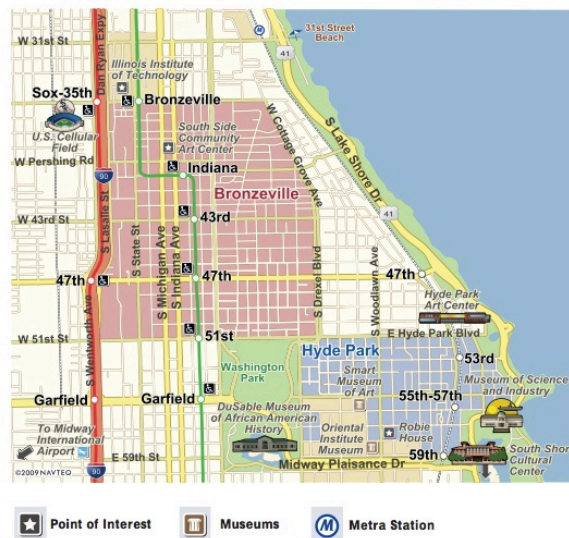 31st Street
Beach
W 31st St
Dan Ryan Expy
41
Illinois Institute
of Technology
Sox-35th
Bronzeville
U.S. Cellular
Field
South Side
Community
Art Center
W Cottage Grove Ave
S Lake Shore Dr
W Pershing Rd
90
Indiana
Bronzeville
S Lasalle St
41
W 43rd St
43rd
S State St
S Michigan Ave
S Indiana Ave
S Drexel Blvd
S Woodlawn Ave
47th
47th
47th
Hyde Park
Art Center
S Wentworth Ave
W 51st St
51st
E Hyde Park Blvd
Hyde Park
53rd
Washington
Park
Smart
Museum
of Art
Museum of Science
and Industry
Garfield
Garfield
55th-57th
DuSable Museum
of African American
History
To Midway
International
Airport
Oriental
Institute
Museum
Robie
House
South Shor
Cultural
Center
E 59th St
59th
Midway Plaisance Dr
©2009 NAVTEQ
90
Point of Interest
Museums
M Metra Station